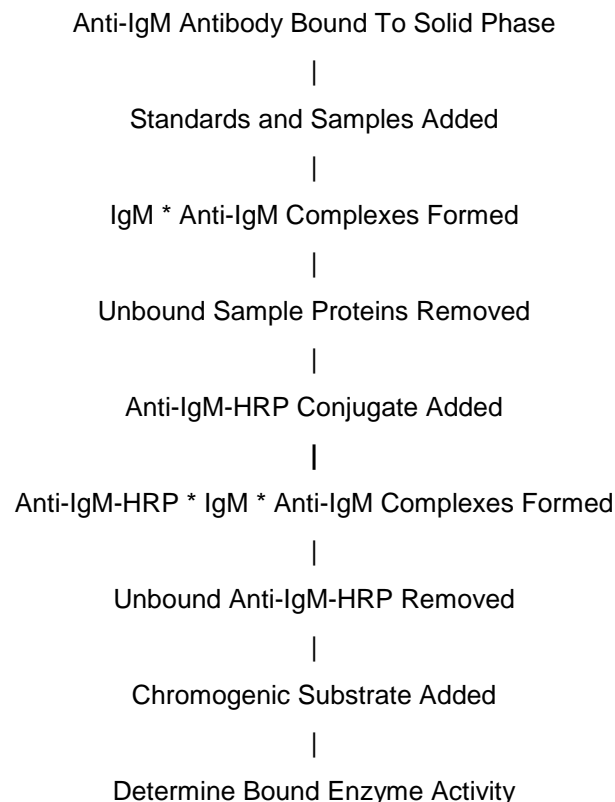 Anti-IgM Antibody Bound To Solid Phase
|
Standards and Samples Added
|
IgM * Anti-IgM Complexes Formed
|
Unbound Sample Proteins Removed
|
Anti-IgM-HRP Conjugate Added
|
Anti-IgM-HRP * IgM * Anti-IgM Complexes Formed
|
Unbound Anti-IgM-HRP Removed
|
Chromogenic Substrate Added
|
Determine Bound Enzyme Activity